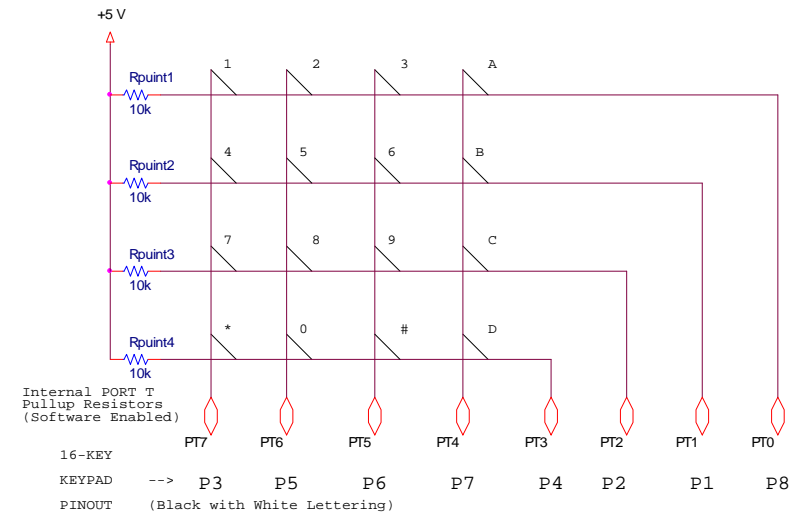 +5 V
1 2 3 A
Rpuint1
10k
4 5 6 B
Rpuint2
10k
7 8 9 C
Rpuint3
10k
* 0 # D
Rpuint4
10k
Internal PORT T
Pullup Resistors
(Software Enabled)
PT7 PT6 PT5 PT4 PT3 PT2 PT1 PT0
16-KEY
KEYPAD --> P3 P5 P6 P7 P4 P2 P1 P8
PINOUT (Black with White Lettering)